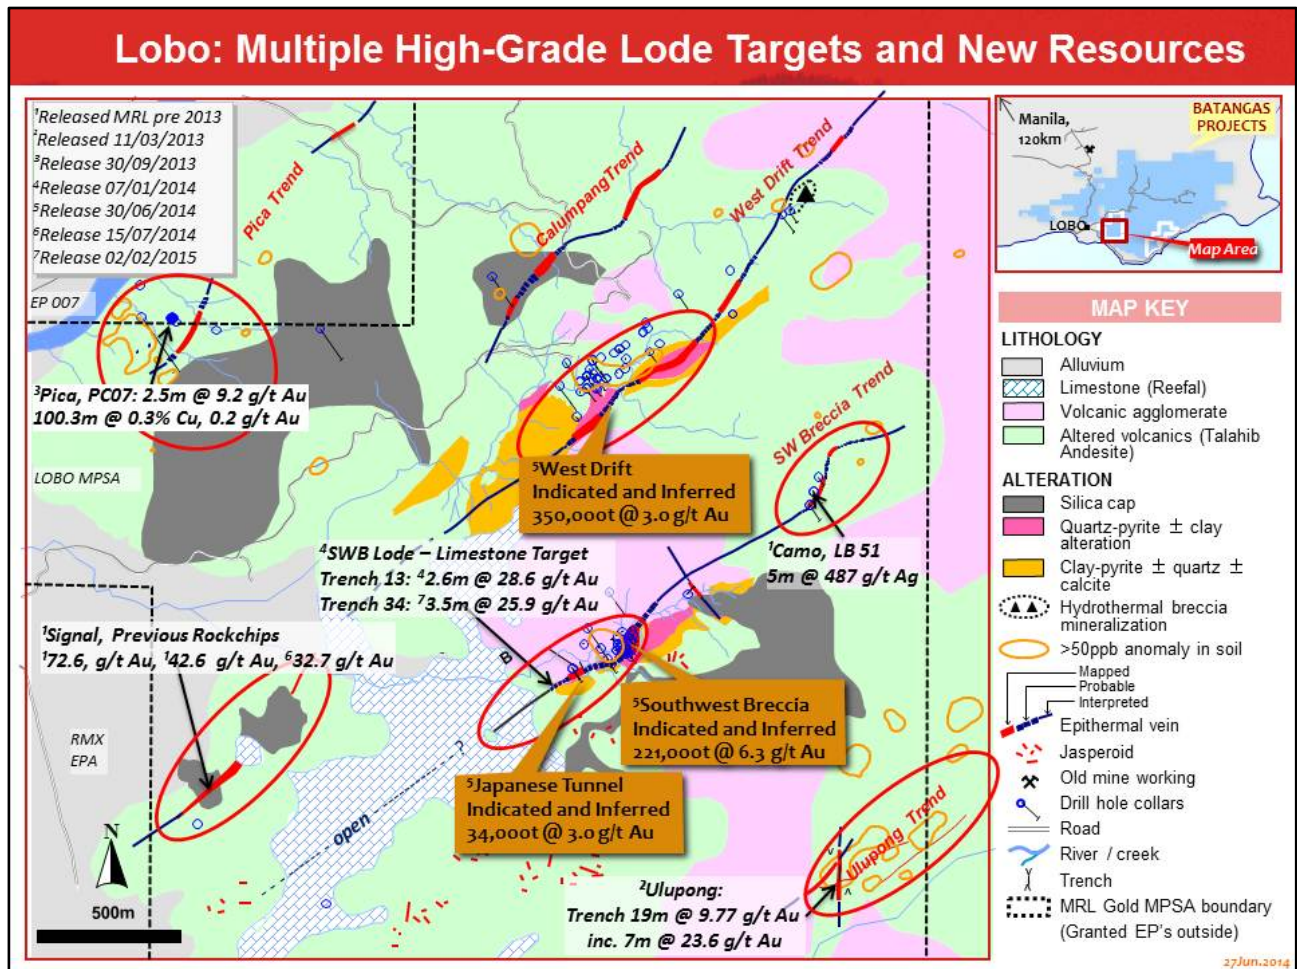 Lobo: Multiple High-Grade Lode Targets and New Resources
¹Released MRL pre 2013
²Released 11/03/2013
³Release 30/09/2013
⁴Release 07/01/2014
⁵Release 30/06/2014
⁶Release 15/07/2014
⁷Release 02/02/2015
EP 007
Pica Trend
CalumpangTrend
West Drift Trend
³Pica, PC07: 2.5m @ 9.2 g/t Au
100.3m @ 0.3% Cu, 0.2 g/t Au
LOBO MPSA
⁵West Drift
Indicated and Inferred
350,000t @ 3.0 g/t Au
SW Breccia Trend
¹Camo, LB 51
5m @ 487 g/t Ag
⁴SWB Lode – Limestone Target
Trench 13: ⁴2.6m @ 28.6 g/t Au
Trench 34: ⁷3.5m @ 25.9 g/t Au
¹Signal, Previous Rockchips
¹72.6, g/t Au, ¹42.6 g/t Au, ⁶32.7 g/t Au
B
⁵Southwest Breccia
Indicated and Inferred
221,000t @ 6.3 g/t Au
RMX
EPA
⁵Japanese Tunnel
Indicated and Inferred
34,000t @ 3.0 g/t Au
?
open
Ulupong Trend
²Ulupong:
Trench 19m @ 9.77 g/t Au
inc. 7m @ 23.6 g/t Au
N
500m
BATANGAS
PROJECTS
Manila,
120km
LOBO
Map Area
MAP KEY
LITHOLOGY
Alluvium
Limestone (Reefal)
Volcanic agglomerate
Altered volcanics (Talahib
Andesite)
ALTERATION
Silica cap
Quartz-pyrite ± clay
alteration
Clay-pyrite ± quartz ±
calcite
Hydrothermal breccia
mineralization
>50ppb anomaly in soil
Mapped
Probable
Interpreted
Epithermal vein
Jasperoid
Old mine working
Drill hole collars
Road
River / creek
Trench
MRL Gold MPSA boundary
(Granted EP's outside)
27Jun.2014